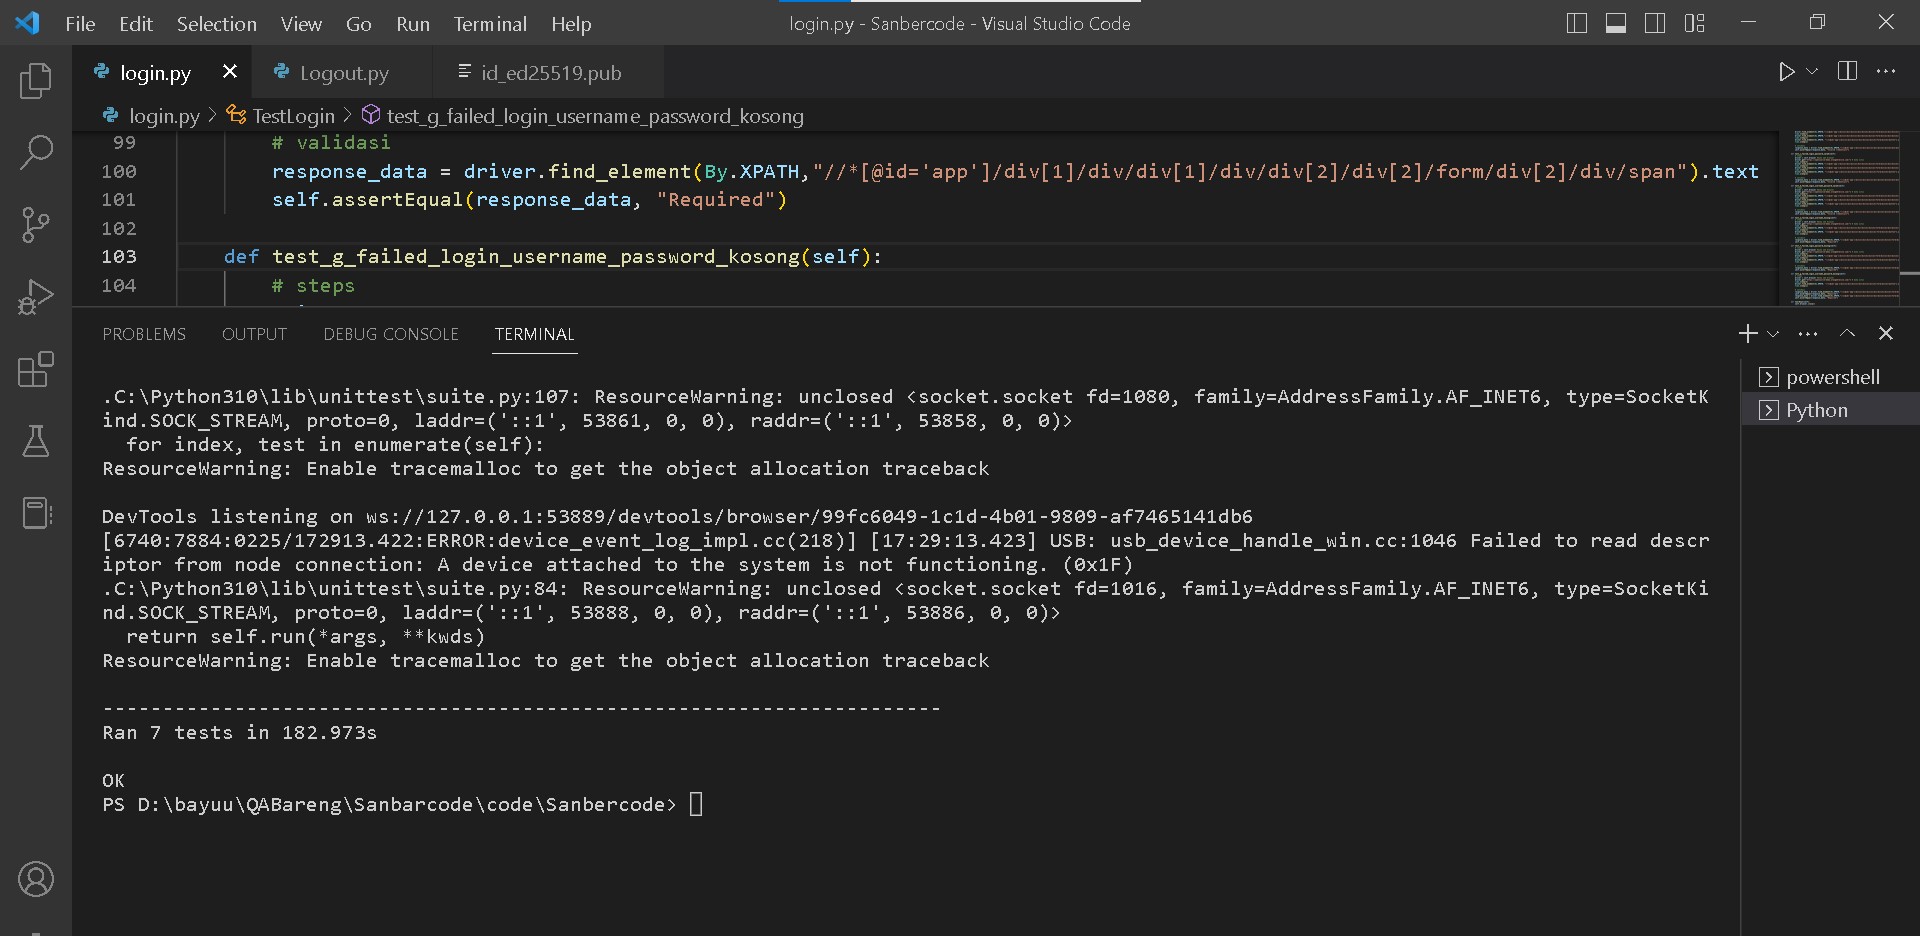 File Edit Selection View Go Run Terminal Help login.py - Sanbercode - Visual Studio Code
login.py Logout.py id_ed25519.pub
login.py > TestLogin > test_g_failed_login_username_password_kosong
99 # validasi
100 response_data = driver.find_element(By.XPATH,"//*[@id='app']/div[1]/div/div[1]/div/div[2]/div[2]/form/div[2]/div/span").text
101 self.assertEqual(response_data, "Required")
102
103 def test_g_failed_login_username_password_kosong(self):
104 # steps
PROBLEMS OUTPUT DEBUG CONSOLE TERMINAL
powershell
Python
.C:\Python310\lib\unittest\suite.py:107: ResourceWarning: unclosed <socket.socket fd=1080, family=AddressFamily.AF_INET6, type=SocketK
ind.SOCK_STREAM, proto=0, laddr=('::1', 53861, 0, 0), raddr=('::1', 53858, 0, 0)>
for index, test in enumerate(self):
ResourceWarning: Enable tracemalloc to get the object allocation traceback
DevTools listening on ws://127.0.0.1:53889/devtools/browser/99fc6049-1c1d-4b01-9809-af7465141db6
[6740:7884:0225/172913.422:ERROR:device_event_log_impl.cc(218)] [17:29:13.423] USB: usb_device_handle_win.cc:1046 Failed to read descr
iptor from node connection: A device attached to the system is not functioning. (0x1F)
.C:\Python310\lib\unittest\suite.py:84: ResourceWarning: unclosed <socket.socket fd=1016, family=AddressFamily.AF_INET6, type=SocketKi
nd.SOCK_STREAM, proto=0, laddr=('::1', 53888, 0, 0), raddr=('::1', 53886, 0, 0)>
return self.run(*args, **kwds)
ResourceWarning: Enable tracemalloc to get the object allocation traceback
----------------------------------------------------------------------
Ran 7 tests in 182.973s
OK
PS D:\bayuu\QABareng\Sanbarcode\code\Sanbercode>